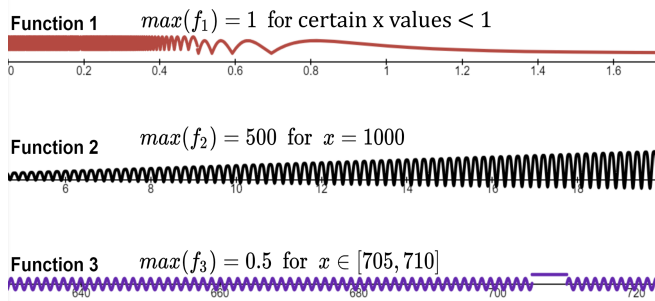 Function 1 max(f₁) = 1 for certain x values < 1
0 0.2 0.4 0.6 0.8 1 1.2 1.4 1.6
Function 2 max(f₂) = 500 for x = 1000
6 8 10 12 14 16 18
Function 3 max(f₃) = 0.5 for x ∈ [705, 710]
640 660 680 700 720